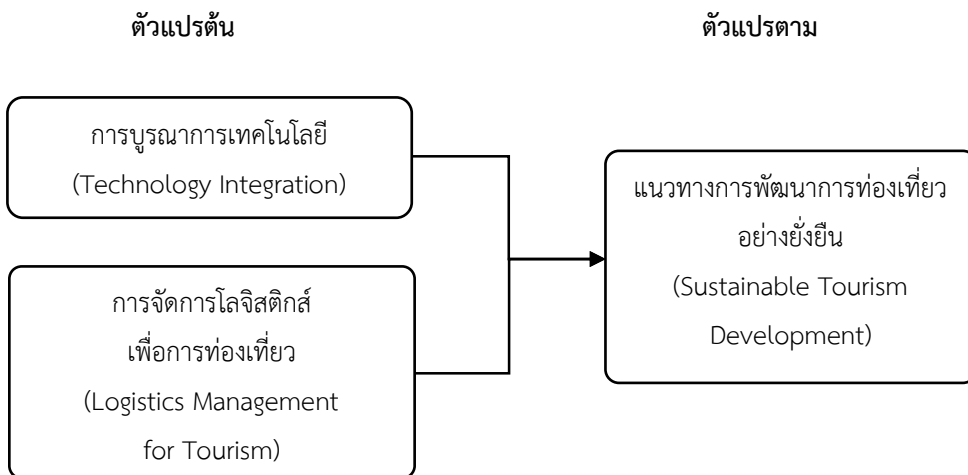 ตัวแปรต้น
ตัวแปรตาม
การบูรณาการเทคโนโลยี
(Technology Integration)
การจัดการโลจิสติกส์
เพื่อการท่องเที่ยว
(Logistics Management
for Tourism)
แนวทางการพัฒนาการท่องเที่ยว
อย่างยั่งยืน
(Sustainable Tourism
Development)